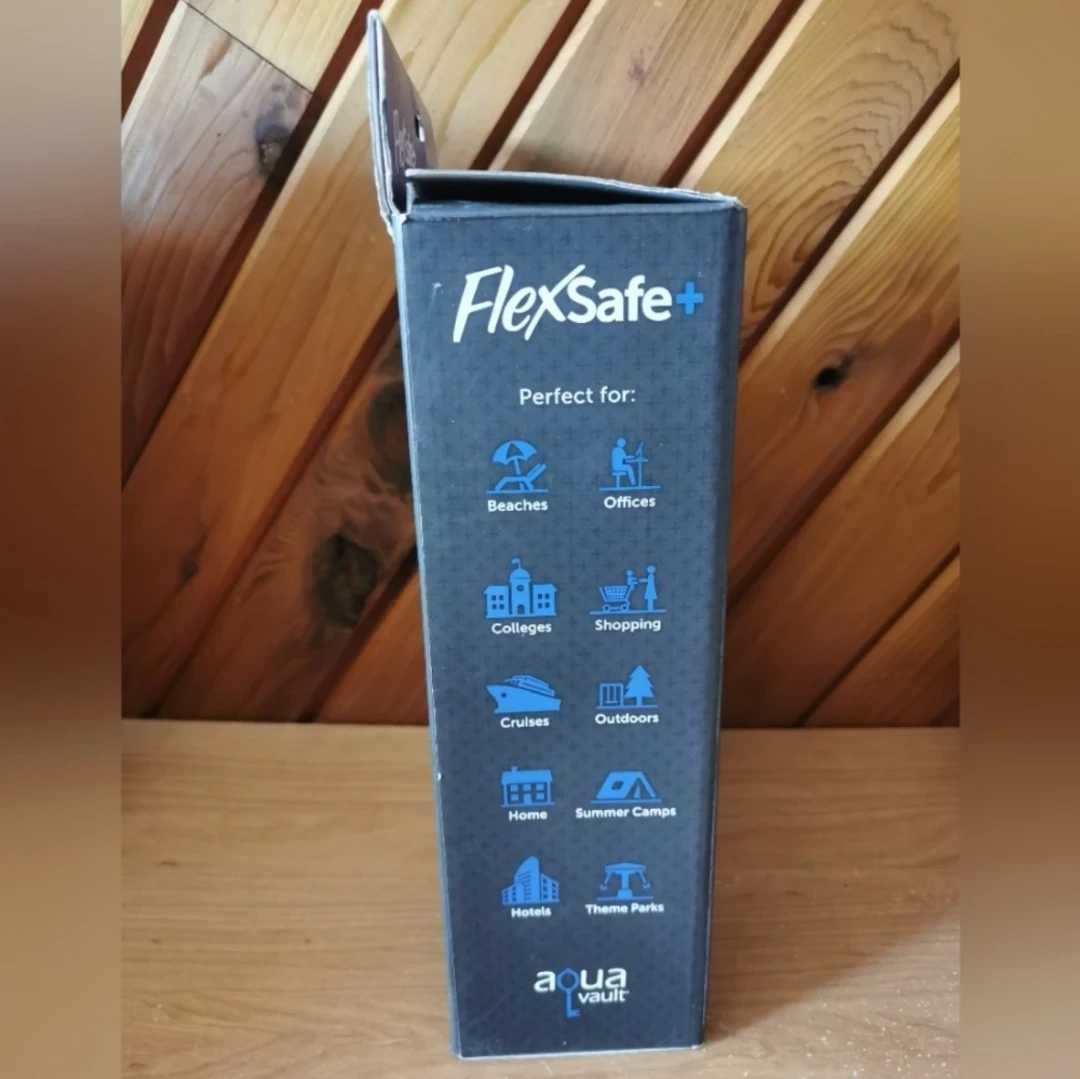 FlexSafe+
Perfect for:
Beaches Offices
Colleges Shopping
Cruises Outdoors
Home Summer Camps
Hotels Theme Parks
aqua
vault